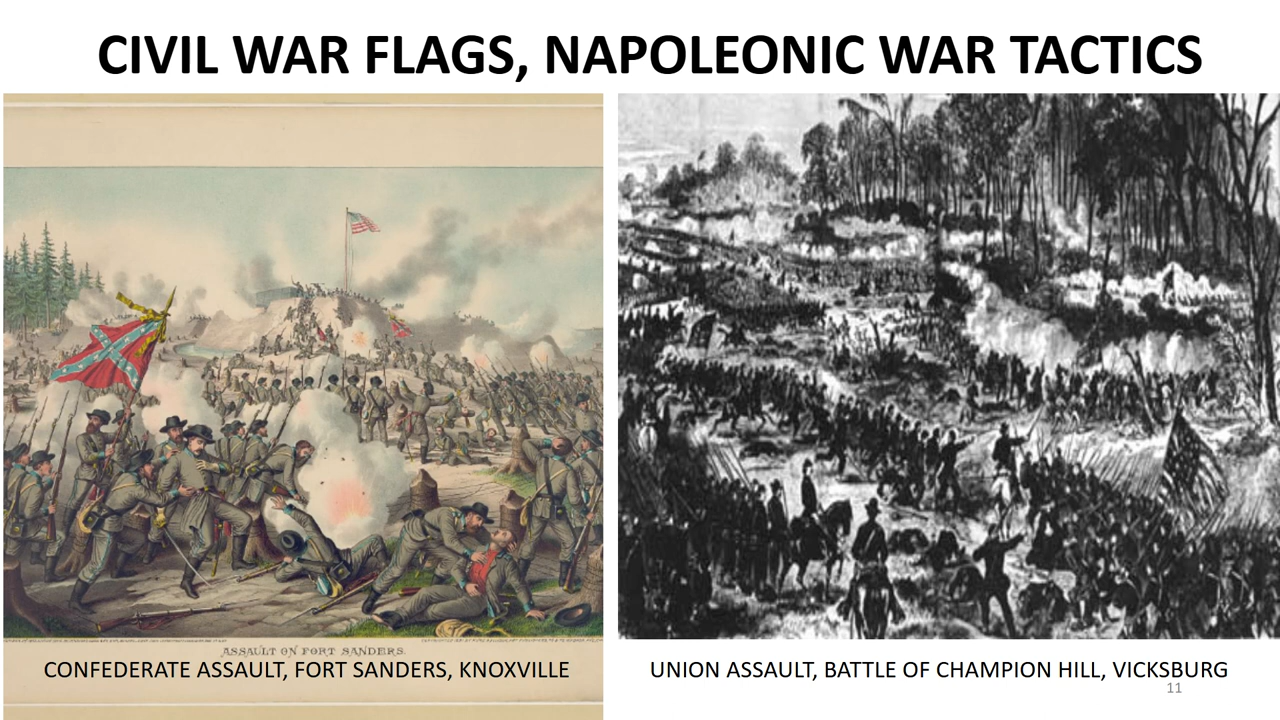 CIVIL WAR FLAGS, NAPOLEONIC WAR TACTICS
ASSAULT ON FORT SANDERS.
CONFEDERATE ASSAULT, FORT SANDERS, KNOXVILLE
UNION ASSAULT, BATTLE OF CHAMPION HILL, VICKSBURG
11